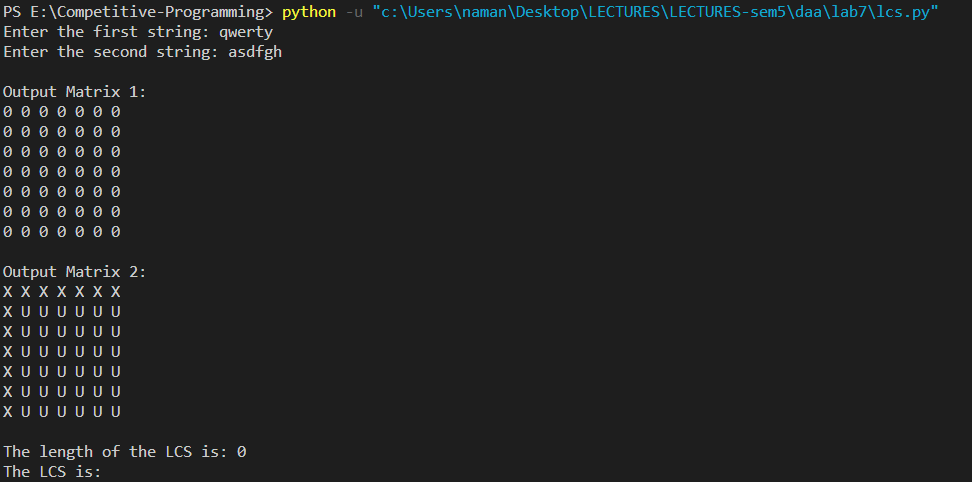 PS E:\Competitive-Programming> python -u "c:\Users\naman\Desktop\LECTURES\LECTURES-sem5\daa\lab7\lcs.py"
Enter the first string: qwerty
Enter the second string: asdfgh

Output Matrix 1:
0 0 0 0 0 0 0
0 0 0 0 0 0 0
0 0 0 0 0 0 0
0 0 0 0 0 0 0
0 0 0 0 0 0 0
0 0 0 0 0 0 0
0 0 0 0 0 0 0

Output Matrix 2:
X X X X X X X
X U U U U U U
X U U U U U U
X U U U U U U
X U U U U U U
X U U U U U U
X U U U U U U

The length of the LCS is: 0
The LCS is: